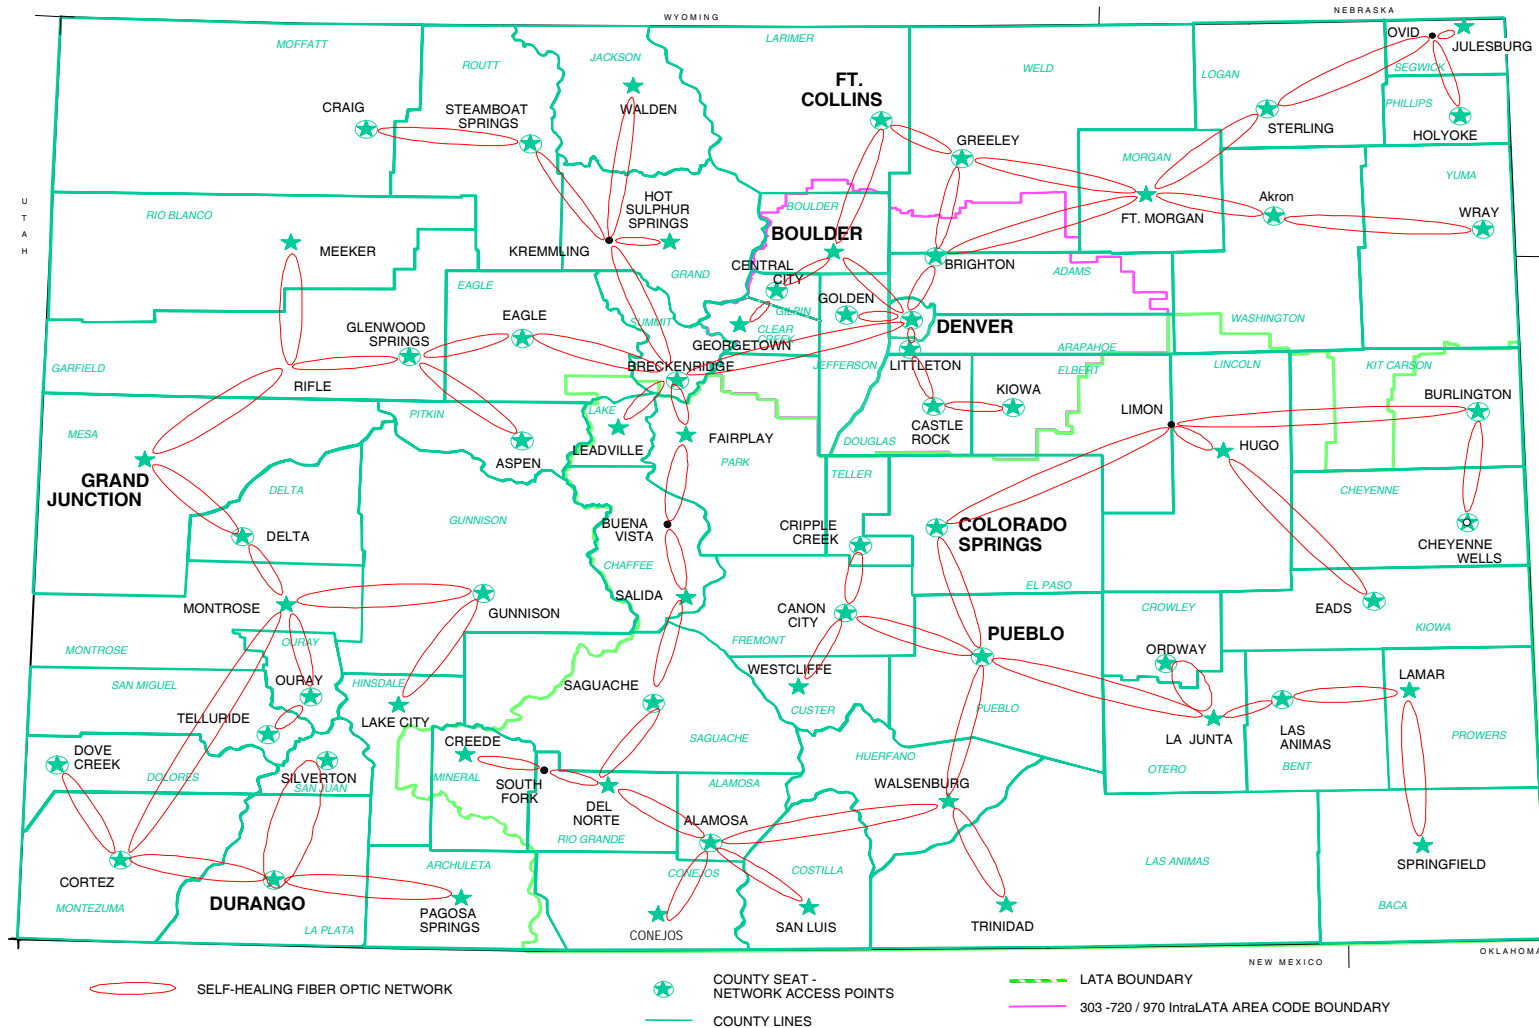 WYOMING
NEBRASKA
MOFFATT
ROUTT
JACKSON
LARIMER
WELD
LOGAN
OVID
JULESBURG
SEGWICK
PHILLIPS
HOLYOKE
CRAIG
STEAMBOAT
SPRINGS
WALDEN
FT.
COLLINS
GREELEY
STERLING
MORGAN
YUMA
UTAH
RIO BLANCO
MEEKER
KREMMLING
HOT
SULPHUR
SPRINGS
GRAND
BOULDER
BOULDER
CENTRAL
CITY
FT. MORGAN
Akron
WRAY
BRIGHTON
ADAMS
EAGLE
EAGLE
GLENWOOD
SPRINGS
SUMMIT
GILRIN
CLEAR
CREEK
GEORGETOWN
GOLDEN
DENVER
WASHINGTON
ARAPAHOE
GARFIELD
RIFLE
BRECKENRIDGE
JEFFERSON
LITTLETON
ELBERT
LINCOLN
KIT CARSON
BURLINGTON
MESA
PITKIN
LAKE
LEADVILLE
FAIRPLAY
PARK
ASPEN
CASTLE
ROCK
KIOWA
DOUGLAS
LIMON
HUGO
GRAND
JUNCTION
DELTA
DELTA
GUNNISON
TELLER
CHEYENNE
BUENA
VISTA
CRIPPLE
CREEK
COLORADO
SPRINGS
CHEYENNE
WELLS
CHAFFEE
SALIDA
EL PASO
MONTROSE
GUNNISON
CANON
CITY
CROWLEY
EADS
KIOWA
MONTROSE
OURAY
FREMONT
PUEBLO
ORDWAY
SAN MIGUEL
OURAY
HINSDALE
SAGUACHE
WESTCLIFFE
LAMAR
TELLURIDE
LAKE CITY
CUSTER
PUEBLO
LA JUNTA
LAS
ANIMAS
DOVE
CREEK
DOLORES
SILVERTON
SAN JUAN
CREEDE
MINERAL
SOUTH
FORK
SAGUACHE
HUERFANO
OTERO
BENT
PROWERS
DEL
NORTE
ALAMOSA
WALSENBURG
RIO GRANDE
ALAMOSA
CORTEZ
ARCHULETA
CONEJOS
COSTILLA
LAS ANIMAS
SPRINGFIELD
MONTEZUMA
DURANGO
LA PLATA
PAGOSA
SPRINGS
CONEJOS
SAN LUIS
TRINIDAD
BACA
NEW MEXICO
OKLAHOMA
SELF-HEALING FIBER OPTIC NETWORK
COUNTY SEAT -
NETWORK ACCESS POINTS
COUNTY LINES
LATA BOUNDARY
303 -720 / 970 IntraLATA AREA CODE BOUNDARY